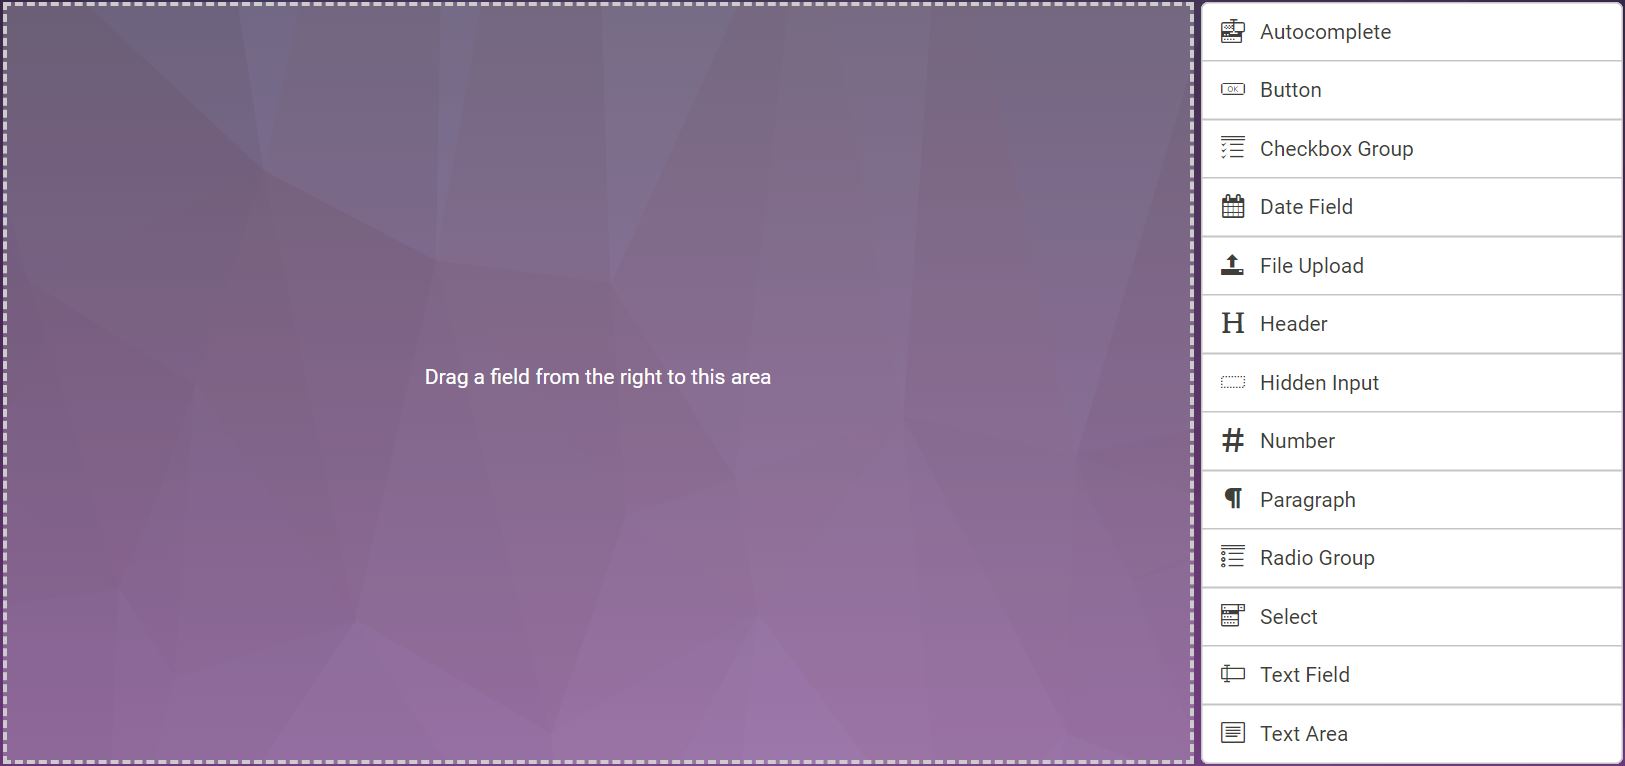 Drag a field from the right to this area
Autocomplete
OK
Button
Checkbox Group
Date Field
File Upload
H
Header
Hidden Input
#
Number
¶
Paragraph
Radio Group
Select
Text Field
Text Area